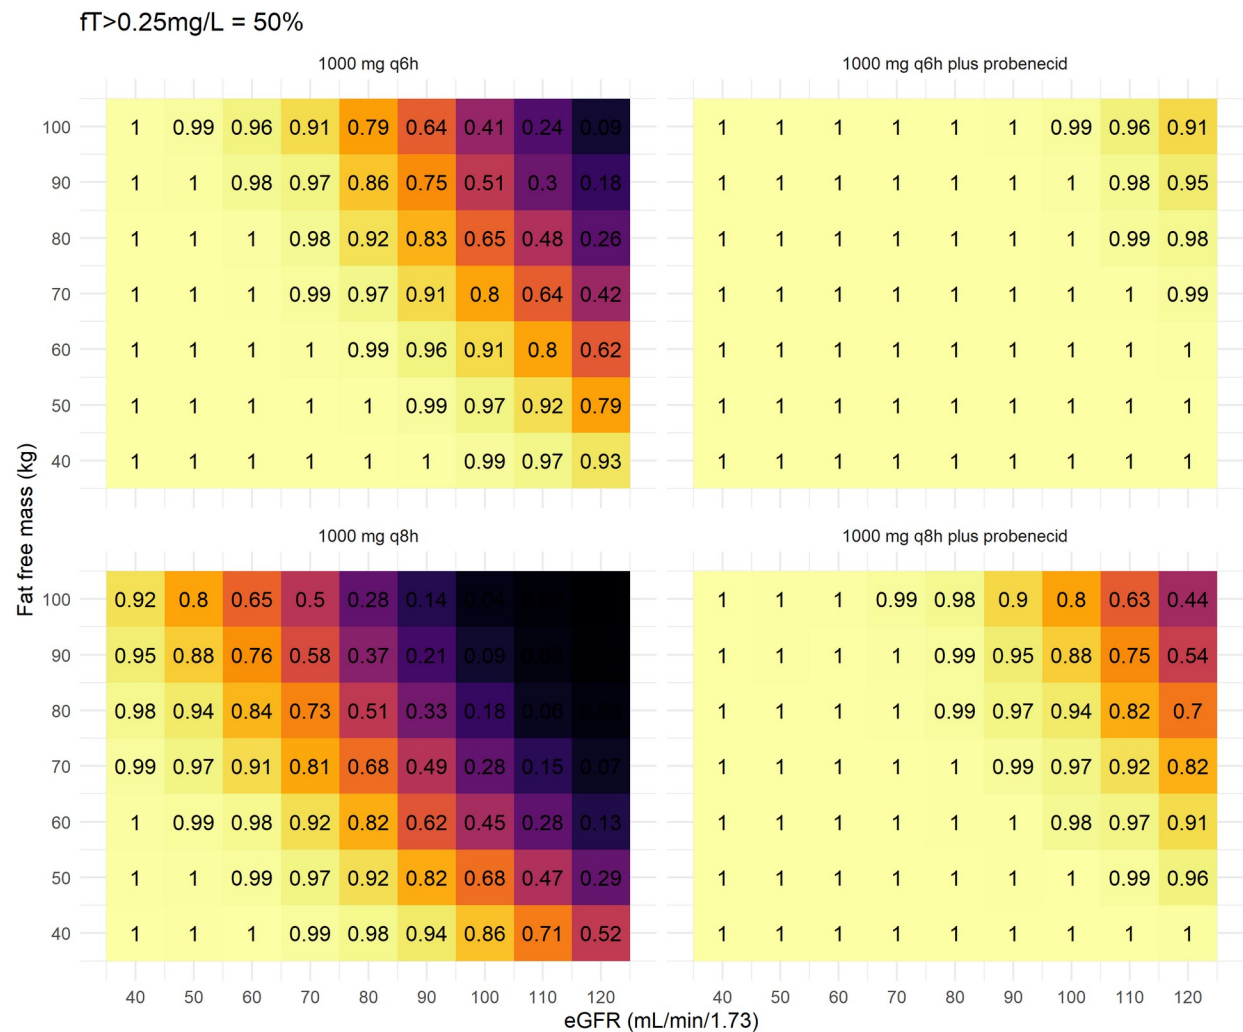 fT>0.25mg/L = 50%
1000 mg q6h
100 1 0.99 0.96 0.91 0.79 0.64 0.41 0.24 0.09
90 1 1 0.98 0.97 0.86 0.75 0.51 0.3 0.18
80 1 1 1 0.98 0.92 0.83 0.65 0.48 0.26
70 1 1 1 0.99 0.97 0.91 0.8 0.64 0.42
60 1 1 1 1 0.99 0.96 0.91 0.8 0.62
50 1 1 1 1 1 0.99 0.97 0.92 0.79
40 1 1 1 1 1 1 0.99 0.97 0.93
1000 mg q6h plus probenecid
1 1 1 1 1 1 0.99 0.96 0.91
1 1 1 1 1 1 1 0.98 0.95
1 1 1 1 1 1 1 0.99 0.98
1 1 1 1 1 1 1 1 0.99
1 1 1 1 1 1 1 1 1
1 1 1 1 1 1 1 1 1
1 1 1 1 1 1 1 1 1
Fat free mass (kg)
1000 mg q8h
100 0.92 0.8 0.65 0.5 0.28 0.14 0.04
90 0.95 0.88 0.76 0.58 0.37 0.21 0.09
80 0.98 0.94 0.84 0.73 0.51 0.33 0.18 0.06
70 0.99 0.97 0.91 0.81 0.68 0.49 0.28 0.15 0.07
60 1 0.99 0.98 0.92 0.82 0.62 0.45 0.28 0.13
50 1 1 0.99 0.97 0.92 0.82 0.68 0.47 0.29
40 1 1 1 0.99 0.98 0.94 0.86 0.71 0.52
40 50 60 70 80 90 100 110 120
1000 mg q8h plus probenecid
1 1 1 0.99 0.98 0.9 0.8 0.63 0.44
1 1 1 1 0.99 0.95 0.88 0.75 0.54
1 1 1 1 0.99 0.97 0.94 0.82 0.7
1 1 1 1 1 0.99 0.97 0.92 0.82
1 1 1 1 1 1 0.98 0.97 0.91
1 1 1 1 1 1 1 0.99 0.96
1 1 1 1 1 1 1 1 1
40 50 60 70 80 90 100 110 120
eGFR (mL/min/1.73)